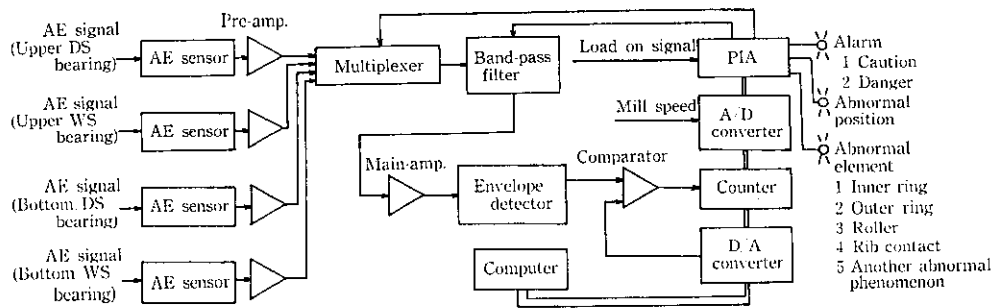 AE signal
(Upper DS
bearing)
AE sensor
Pre-amp.
AE signal
(Upper WS
bearing)
AE sensor
AE signal
(Bottom DS
bearing)
AE sensor
AE signal
(Bottom WS
bearing)
AE sensor
Multiplexer
Band-pass
filter
Load on signal
PIA
Mill speed
A/D
converter
Main-amp.
Envelope
detector
Comparator
Counter
D/A
converter
Computer
Alarm
1 Caution
2 Danger
Abnormal
position
Abnormal
element
1 Inner ring
2 Outer ring
3 Roller
4 Rib contact
5 Another abnormal
phenomenon